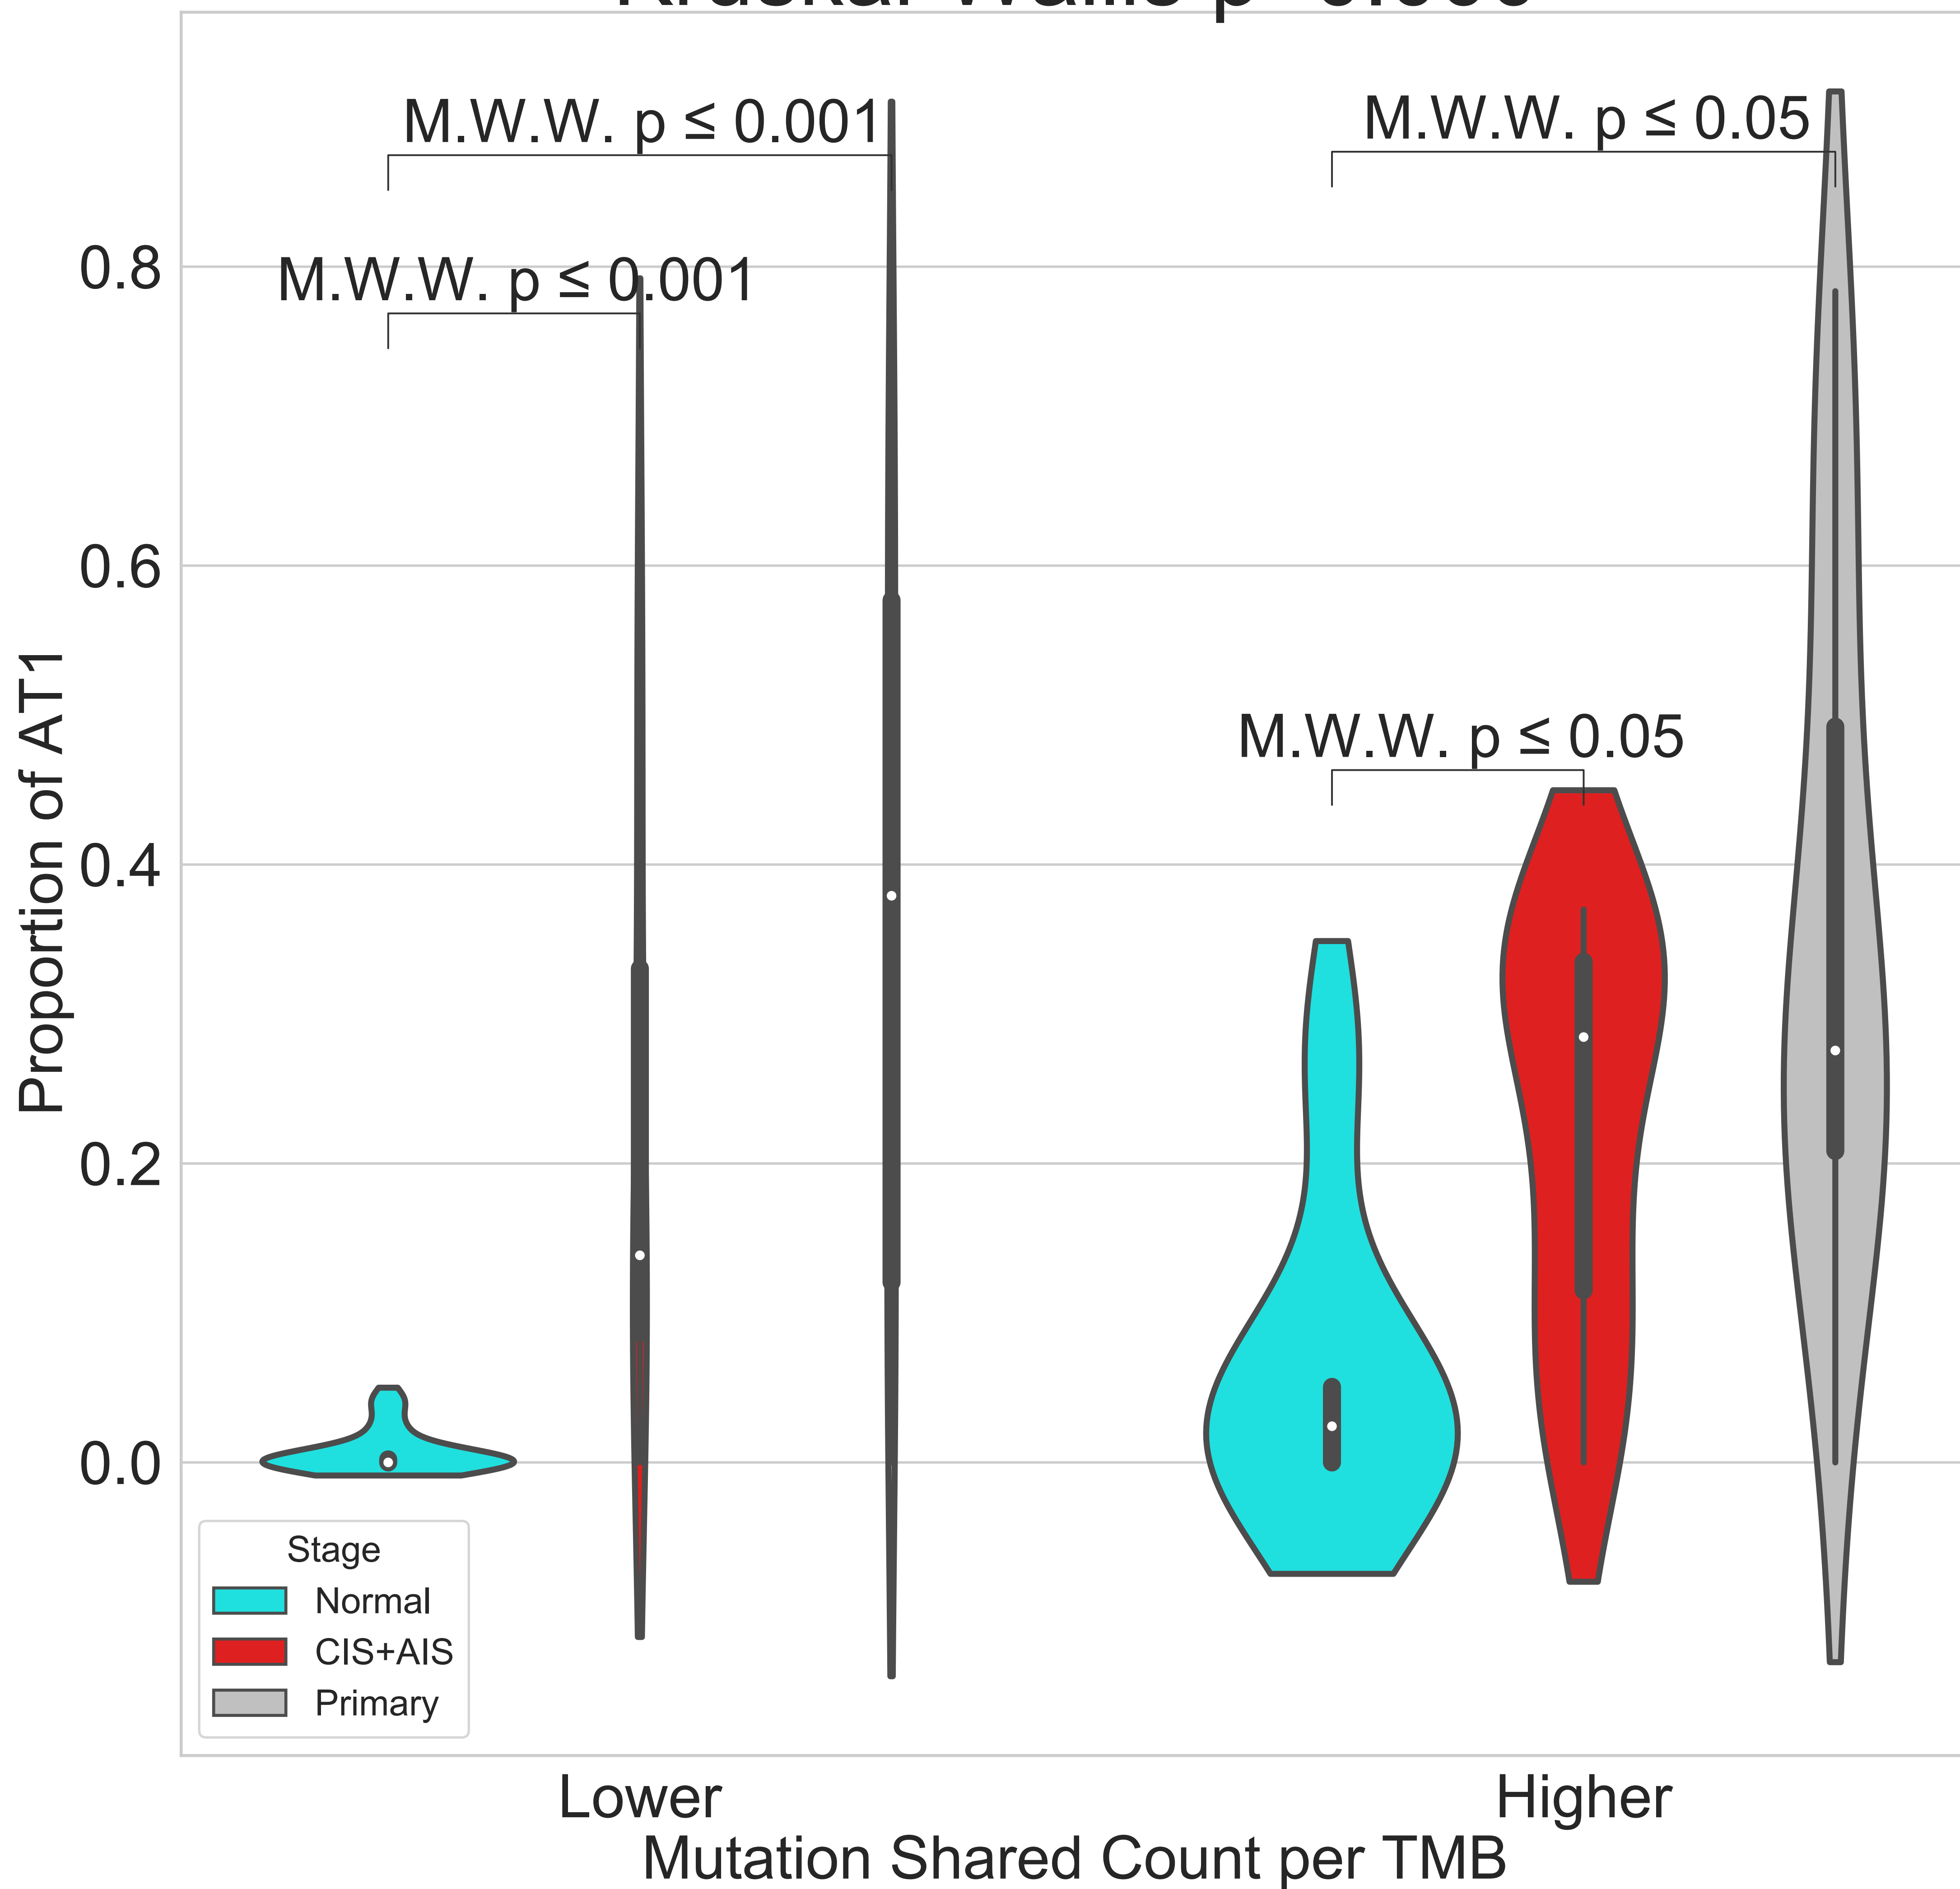 M.W.W. p ≤ 0.001
M.W.W. p ≤ 0.05
M.W.W. p ≤ 0.001
M.W.W. p ≤ 0.05
0.8
0.6
0.4
0.2
0.0
Proportion of AT1
Stage
Normal
CIS+AIS
Primary
Lower
Higher
Mutation Shared Count per TMB